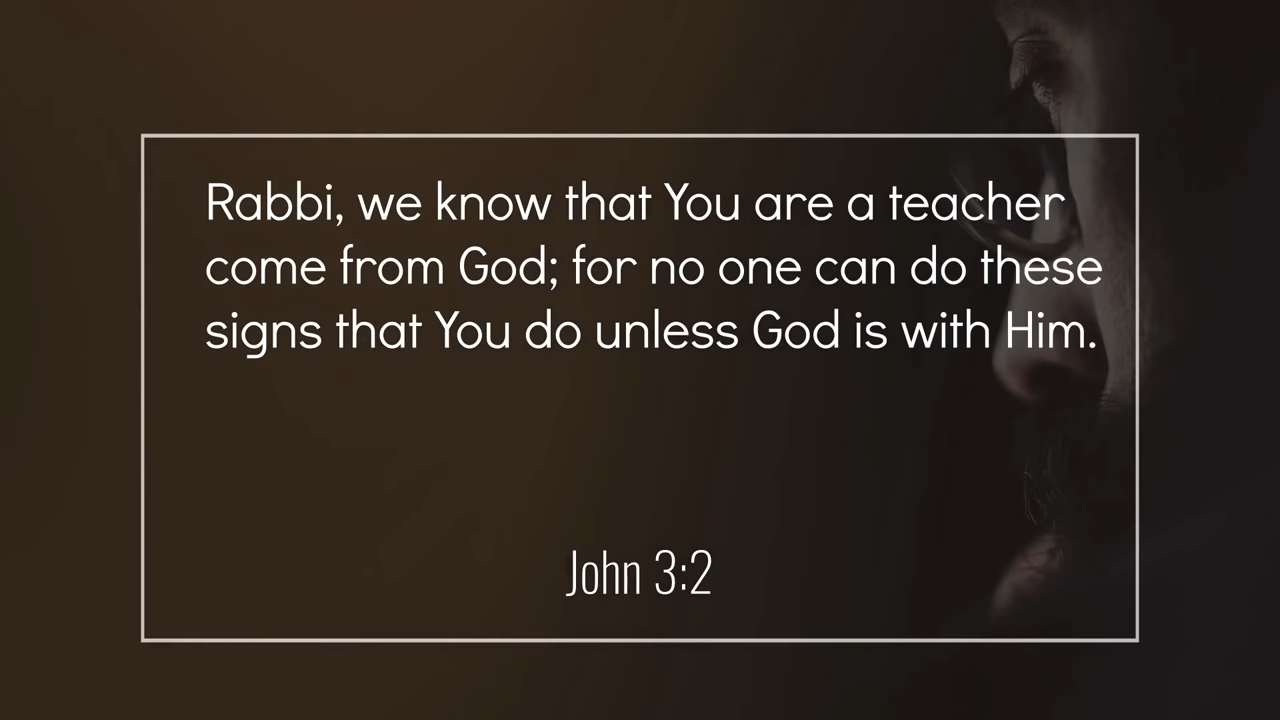 Rabbi, we know that You are a teacher
come from God; for no one can do these
signs that You do unless God is with Him.
John 3:2